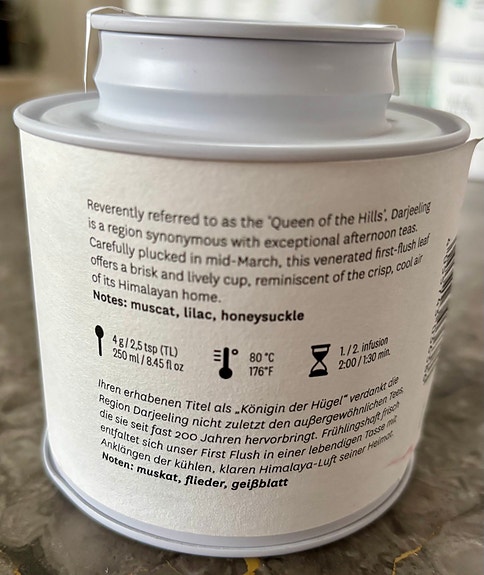 Reverently referred to as the 'Queen of the Hills', Darjeeling
is a region synonymous with exceptional afternoon teas.
Carefully plucked in mid-March, this venerated first-flush leaf
offers a brisk and lively cup, reminiscent of the crisp, cool air
of its Himalayan home.
Notes: muscat, lilac, honeysuckle
4 g / 2,5 tsp (TL)
250 ml / 8.45 fl oz
80 °C
176°F
1. / 2. infusion
2:00 / 1:30 min.
Ihren erhabenen Titel als „Königin der Hügel" verdankt die
Region Darjeeling nicht zuletzt den außergewöhnlichen Tees,
die sie seit fast 200 Jahren hervorbringt. Frühlingshaft frisch
entfaltet sich unser First Flush in einer lebendigen Tasse mit
Anklängen der kühlen, klaren Himalaya-Luft seiner Heimat.
Noten: muskat, flieder, geißblatt